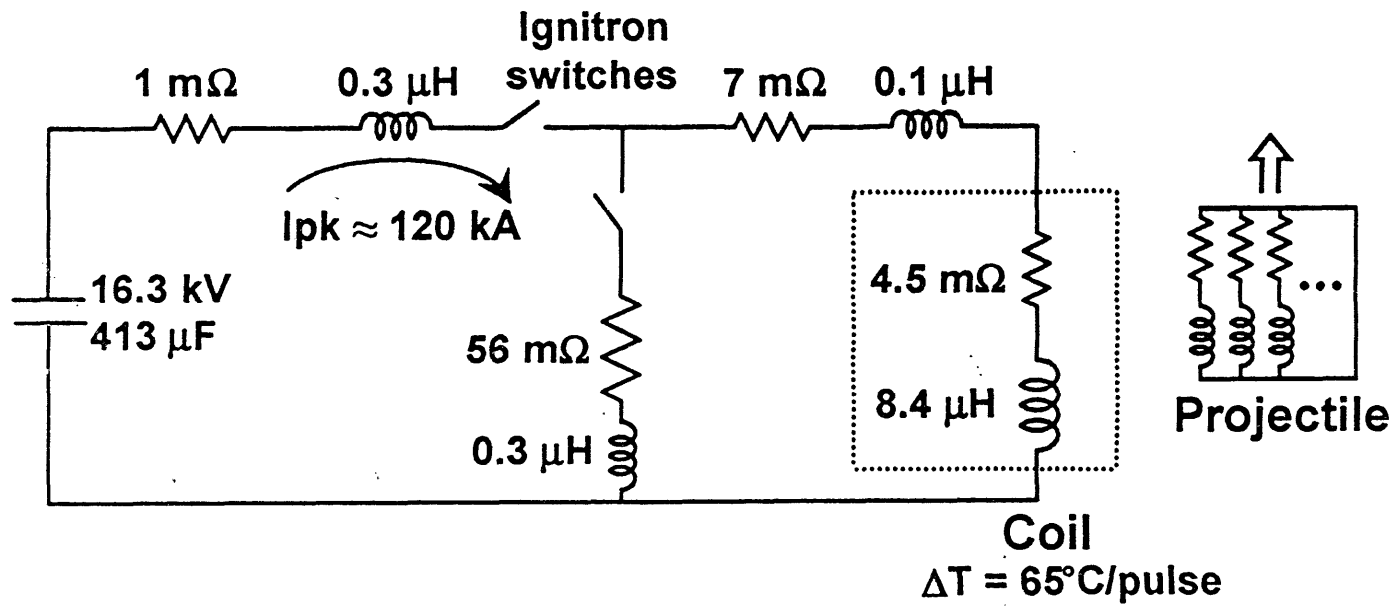 Ignitron
switches
1 mΩ
0.3 μH
7 mΩ
0.1 μH
Ipk ≈ 120 kA
16.3 kV
413 μF
56 mΩ
0.3 μH
4.5 mΩ
8.4 μH
...
Projectile
Coil
ΔT = 65°C/pulse